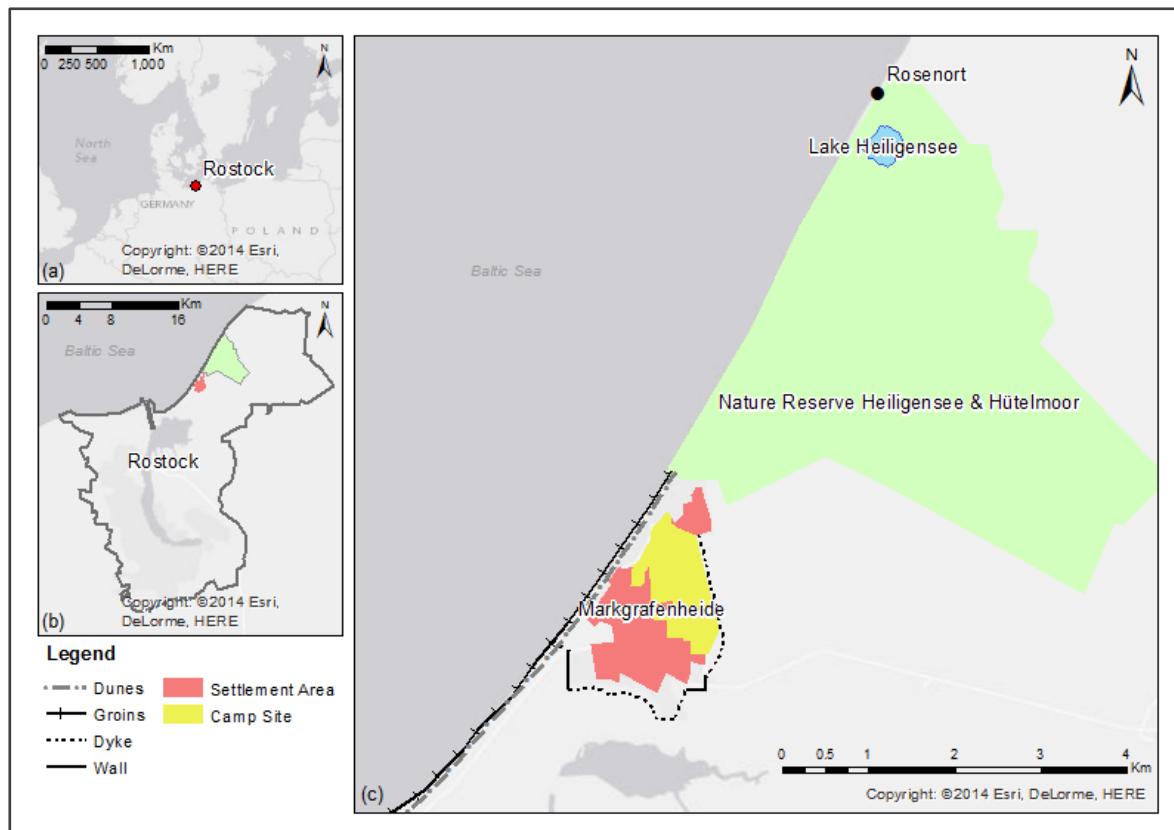 Km
0 250 500 1,000
N
North
Sea
Rostock
GERMANY
POLAND
Copyright: ©2014 Esri,
DeLorme, HERE
(a)
Km
0 4 8 16
N
Baltic Sea
Rostock
Copyright: ©2014 Esri,
DeLorme, HERE
(b)
Legend
Dunes
Groins
Dyke
Wall
Settlement Area
Camp Site
N
Rosenort
Lake Heiligensee
Baltic Sea
Nature Reserve Heiligensee & Hütelmoor
Markgrafenheide
0 0.5 1 2 3 4
Km
(c)
Copyright: ©2014 Esri, DeLorme, HERE